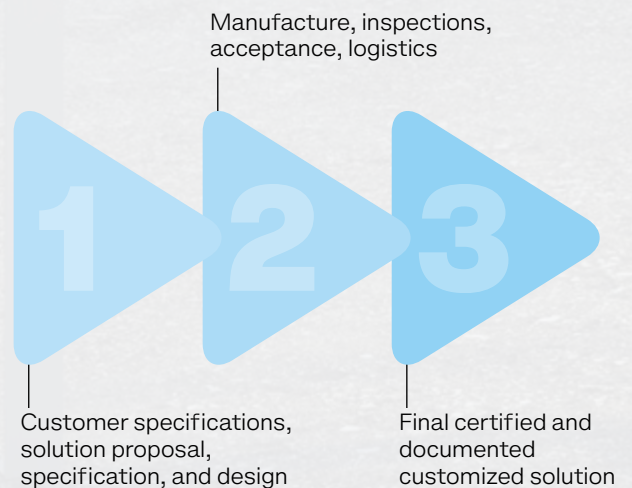 Manufacture, inspections,
acceptance, logistics
1
2
3
Customer specifications,
solution proposal,
specification, and design
Final certified and
documented
customized solution